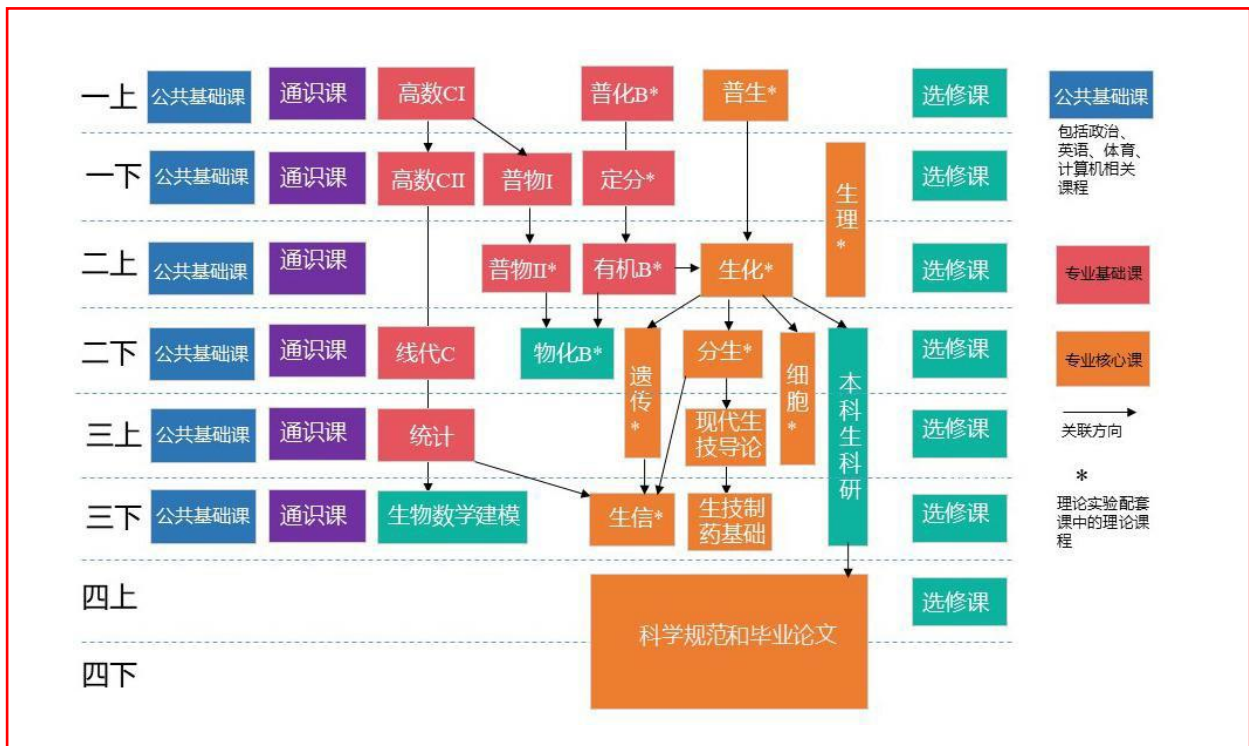 一上
公共基础课
通识课
高数CI
普化B*
普生*
选修课
一下
公共基础课
通识课
高数CII
普物I
定分*
生理*
选修课
二上
公共基础课
通识课
普物II*
有机B*
生化*
选修课
二下
公共基础课
通识课
线代C
物化B*
遗传*
分生*
细胞*
本科生科研
选修课
三上
公共基础课
通识课
统计
现代生
技导论
选修课
三下
公共基础课
通识课
生物数学建模
生信*
生技制
药基础
选修课
四上
科学规范和毕业论文
选修课
四下
公共基础课
包括政治、
英语、体育、
计算机相关
课程
专业基础课
专业核心课
关联方向
*
理论实验配套
课中的理论课
程